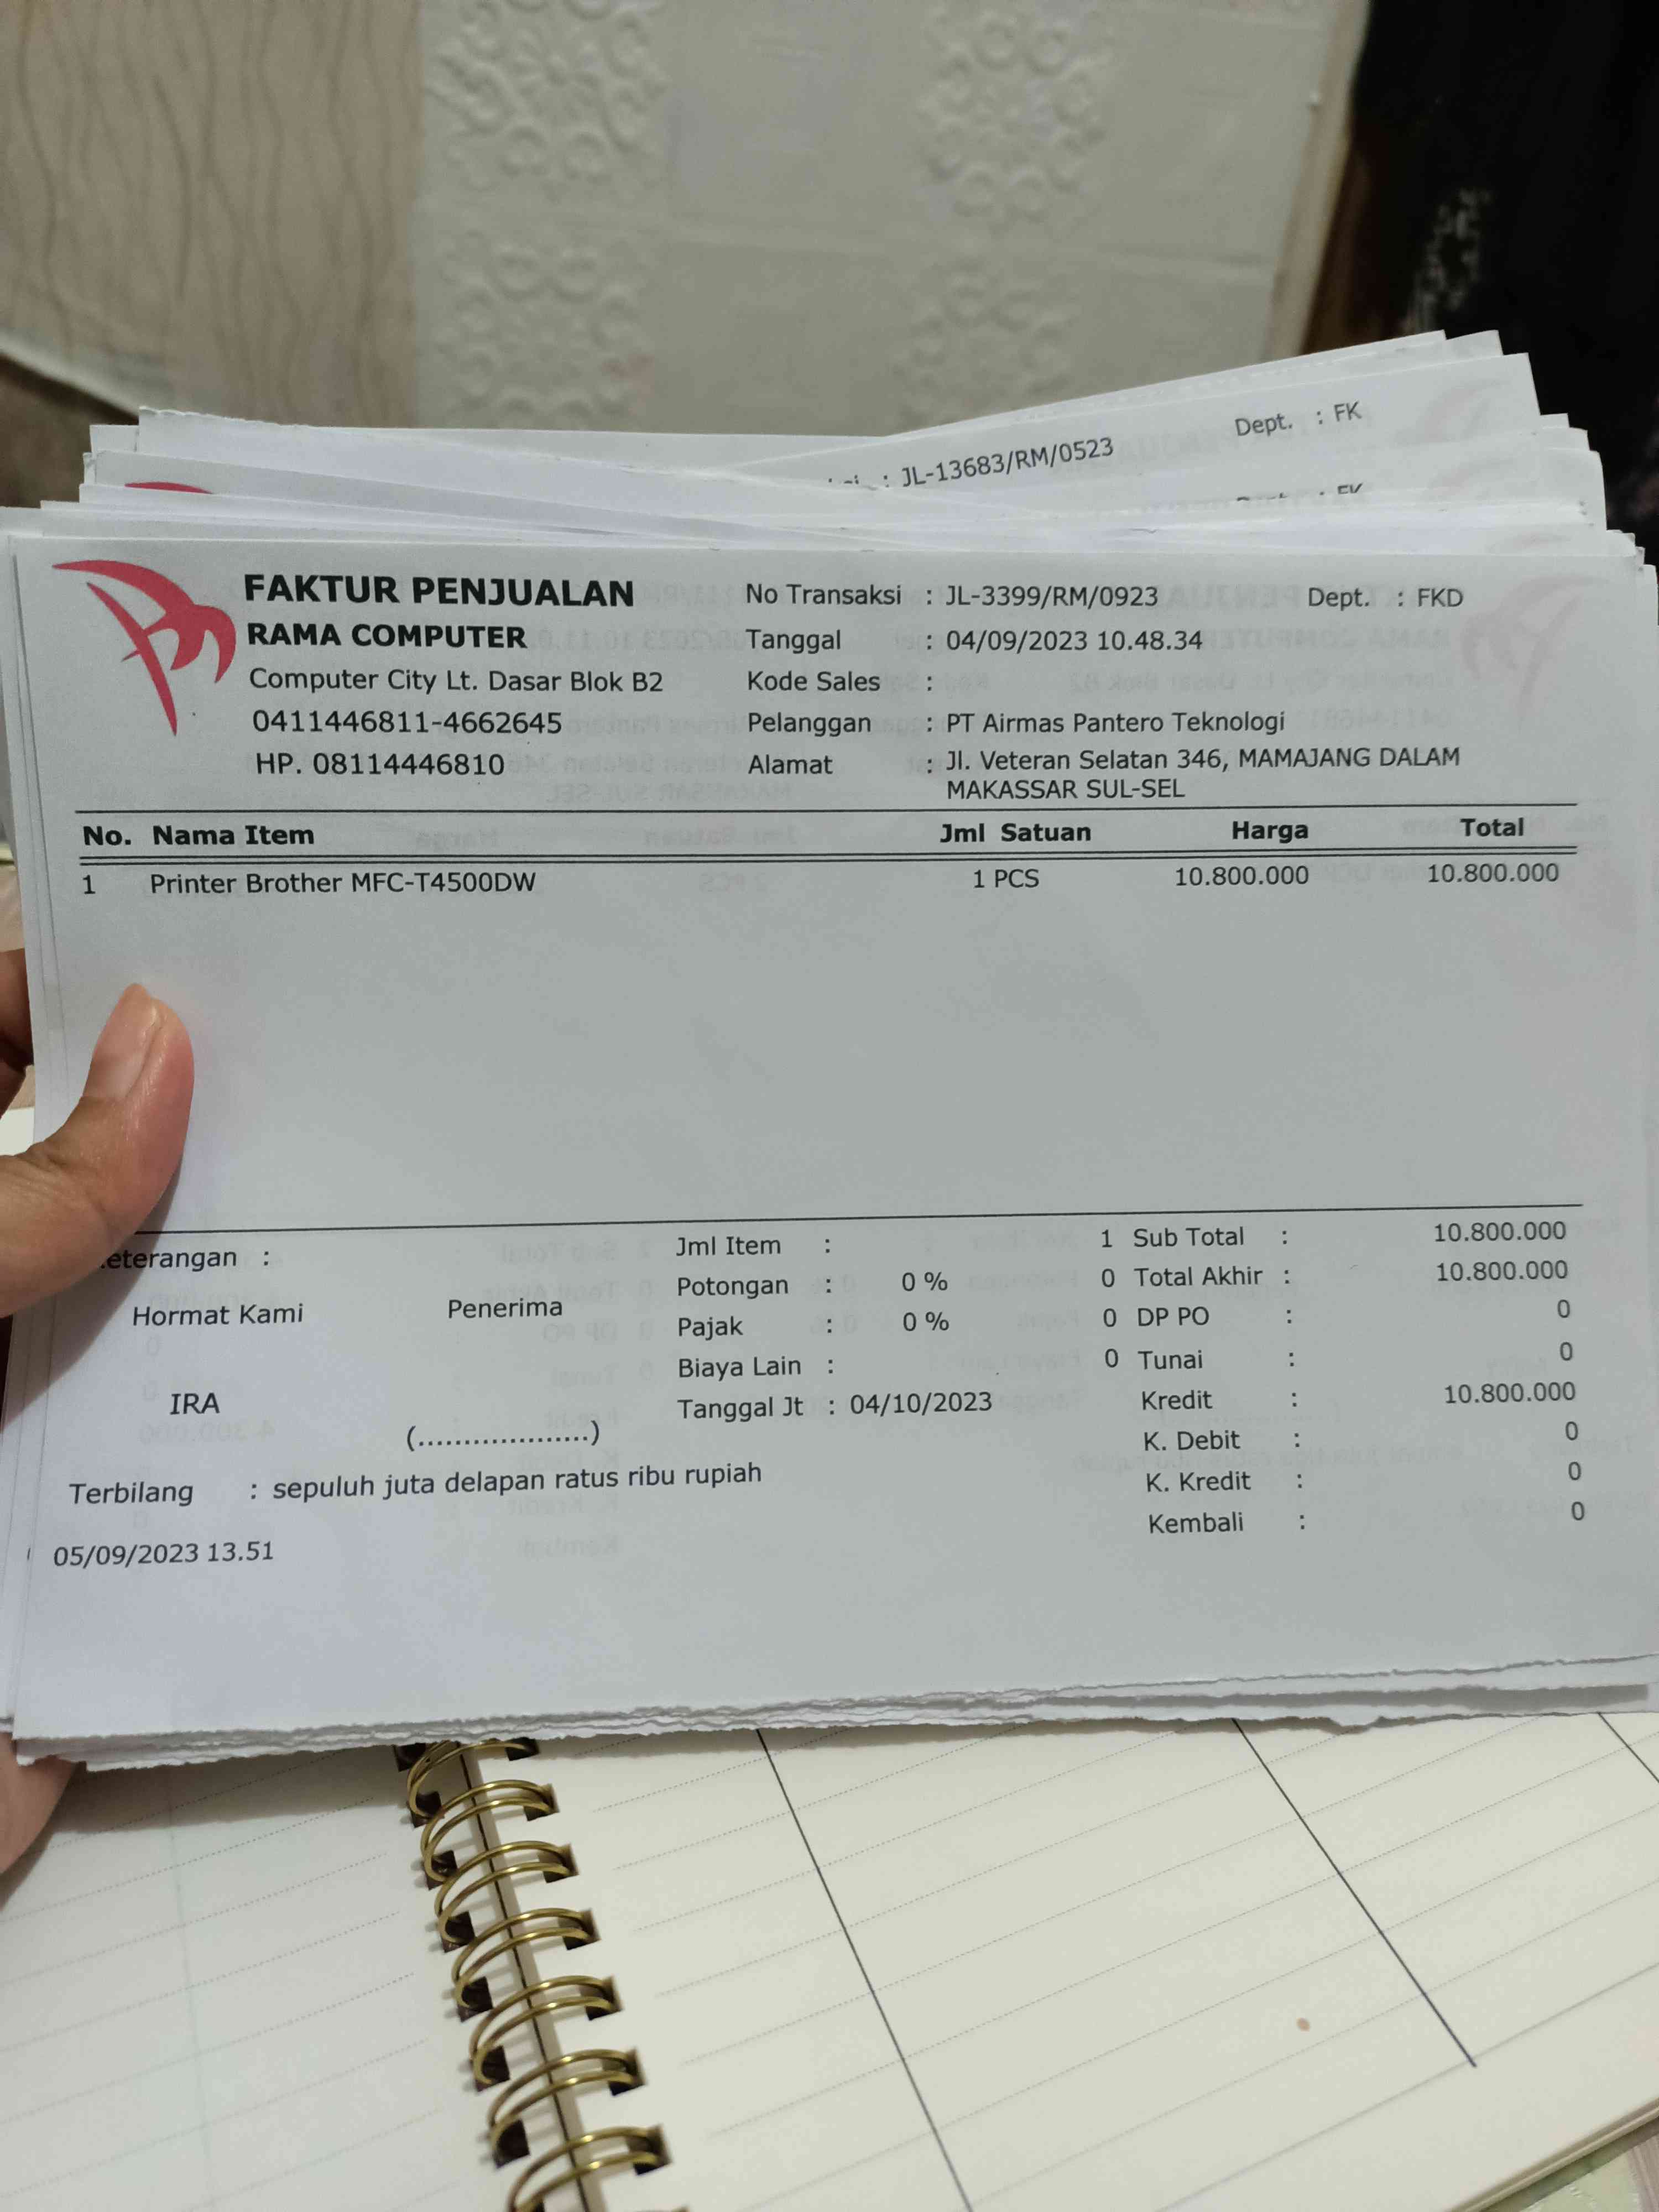 Dept. : FK
: JL-13683/RM/0523
FAKTUR PENJUALAN
RAMA COMPUTER
Computer City Lt. Dasar Blok B2
0411446811-4662645
HP. 08114446810
No Transaksi : JL-3399/RM/0923 Dept. : FKD
Tanggal : 04/09/2023 10.48.34
Kode Sales :
Pelanggan : PT Airmas Pantero Teknologi
Alamat : Jl. Veteran Selatan 346, MAMAJANG DALAM
MAKASSAR SUL-SEL
No. Nama Item Jml Satuan Harga Total
1 Printer Brother MFC-T4500DW 1 PCS 10.800.000 10.800.000
eterangan :
Hormat Kami Penerima
IRA
(....................)
Jml Item : 1
Potongan : 0 % 0
Pajak : 0 % 0
Biaya Lain : 0
Tanggal Jt : 04/10/2023
Sub Total : 10.800.000
Total Akhir : 10.800.000
DP PO : 0
Tunai : 0
Kredit : 10.800.000
K. Debit : 0
K. Kredit : 0
Kembali : 0
Terbilang : sepuluh juta delapan ratus ribu rupiah
05/09/2023 13.51